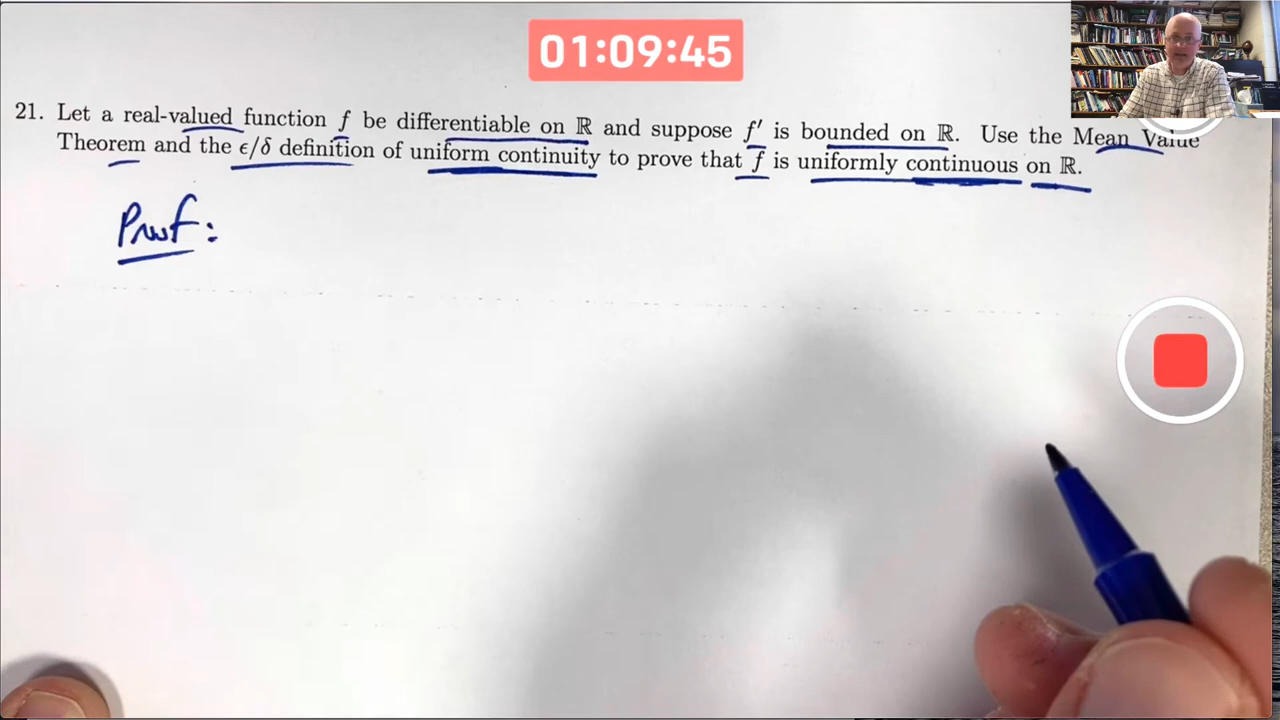 01:09:45
21. Let a real-valued function f be differentiable on ℝ and suppose f′ is bounded on ℝ. Use the Mean Value
Theorem and the ϵ/δ definition of uniform continuity to prove that f is uniformly continuous on ℝ.
Proof: